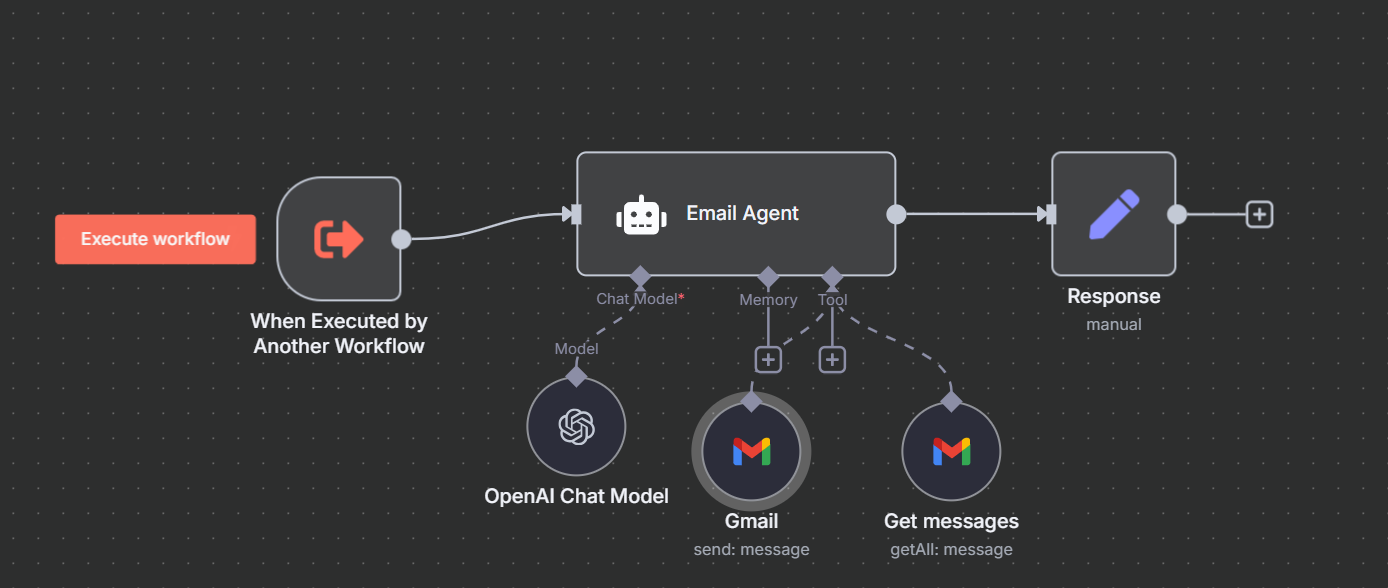 Execute workflow
When Executed by
Another Workflow
Email Agent
Chat Model*
Memory
Tool
Model
OpenAI Chat Model
Gmail
send: message
Get messages
getAll: message
Response
manual